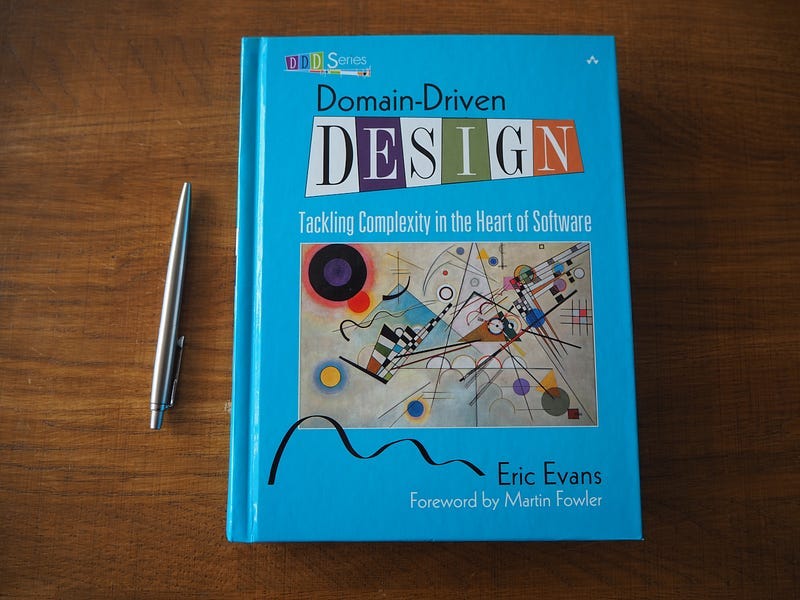 DDD Series
Domain-Driven
DESIGN
Tackling Complexity in the Heart of Software
Eric Evans
Foreword by Martin Fowler